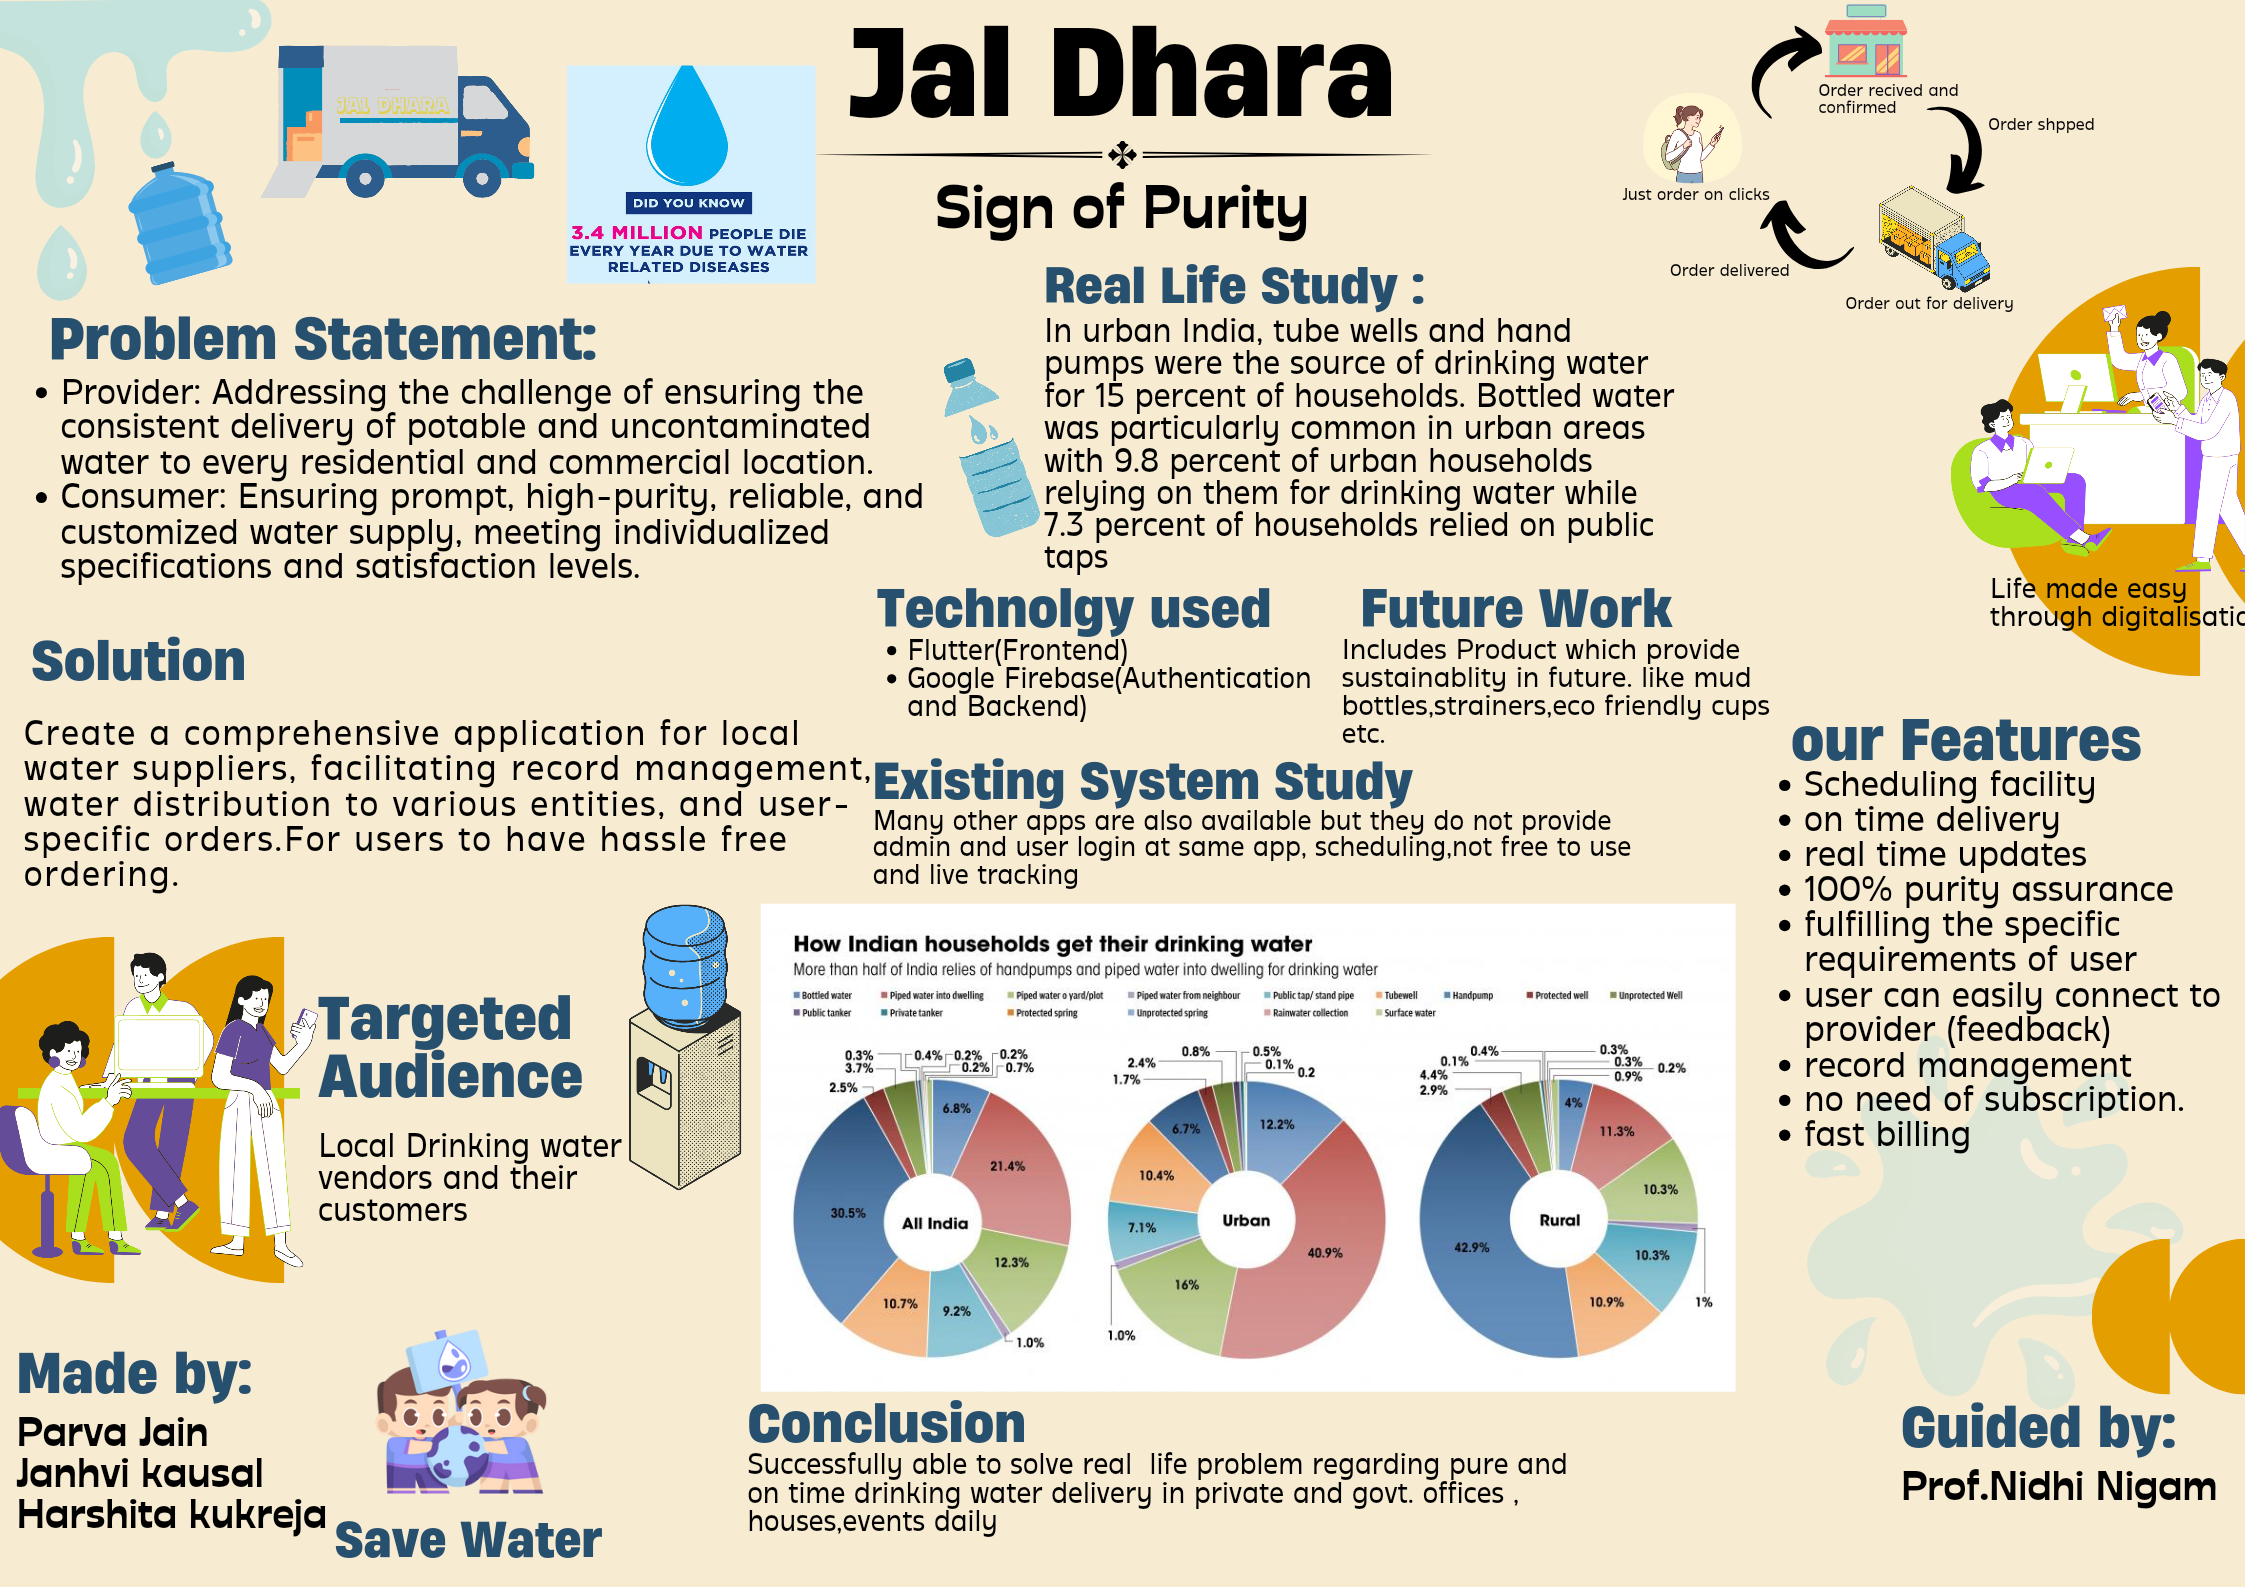 Jal Dhara
Sign of Purity
JAL DHARA
DID YOU KNOW
3.4 MILLION PEOPLE DIE
EVERY YEAR DUE TO WATER
RELATED DISEASES
Order recived and
confirmed
Order shpped
Just order on clicks
Order delivered
Order out for delivery
Problem Statement:
• Provider: Addressing the challenge of ensuring the
consistent delivery of potable and uncontaminated
water to every residential and commercial location.
• Consumer: Ensuring prompt, high-purity, reliable, and
customized water supply, meeting individualized
specifications and satisfaction levels.
Real Life Study :
In urban India, tube wells and hand
pumps were the source of drinking water
for 15 percent of households. Bottled water
was particularly common in urban areas
with 9.8 percent of urban households
relying on them for drinking water while
7.3 percent of households relied on public
taps
Life made easy
through digitalisatio
Solution
Create a comprehensive application for local
water suppliers, facilitating record management,
water distribution to various entities, and user-
specific orders.For users to have hassle free
ordering.
Technolgy used
• Flutter(Frontend)
• Google Firebase(Authentication
and Backend)
Future Work
Includes Product which provide
sustainablity in future. like mud
bottles,strainers,eco friendly cups
etc.
Existing System Study
Many other apps are also available but they do not provide
admin and user login at same app, scheduling,not free to use
and live tracking
our Features
• Scheduling facility
• on time delivery
• real time updates
• 100% purity assurance
• fulfilling the specific
requirements of user
• user can easily connect to
provider (feedback)
• record management
• no need of subscription.
• fast billing
Targeted
Audience
Local Drinking water
vendors and their
customers
How Indian households get their drinking water
More than half of India relies of handpumps and piped water into dwelling for drinking water
Bottled water Piped water into dwelling Piped water o yard/plot Piped water from neighbour Public tap/ stand pipe Tubewell Handpump Protected well Unprotected Well
Public tanker Private tanker Protected spring Unprotected spring Rainwater collection Surface water
0.3% 0.4% 0.2% 0.2%
3.7% 0.2% 0.7%
2.5%
6.8%
21.4%
30.5%
All India
12.3%
10.7%
9.2%
1.0%
0.8% 0.5%
2.4% 0.1%
1.7% 0.2
12.2%
6.7%
10.4%
7.1%
Urban
40.9%
16%
1.0%
0.4% 0.3%
0.1% 0.3% 0.2%
4.4% 0.9%
2.9%
4%
11.3%
10.3%
Rural
42.9%
10.3%
10.9%
1%
Made by:
Parva Jain
Janhvi kausal
Harshita kukreja
Save Water
Conclusion
Successfully able to solve real life problem regarding pure and
on time drinking water delivery in private and govt. offices ,
houses,events daily
Guided by:
Prof.Nidhi Nigam